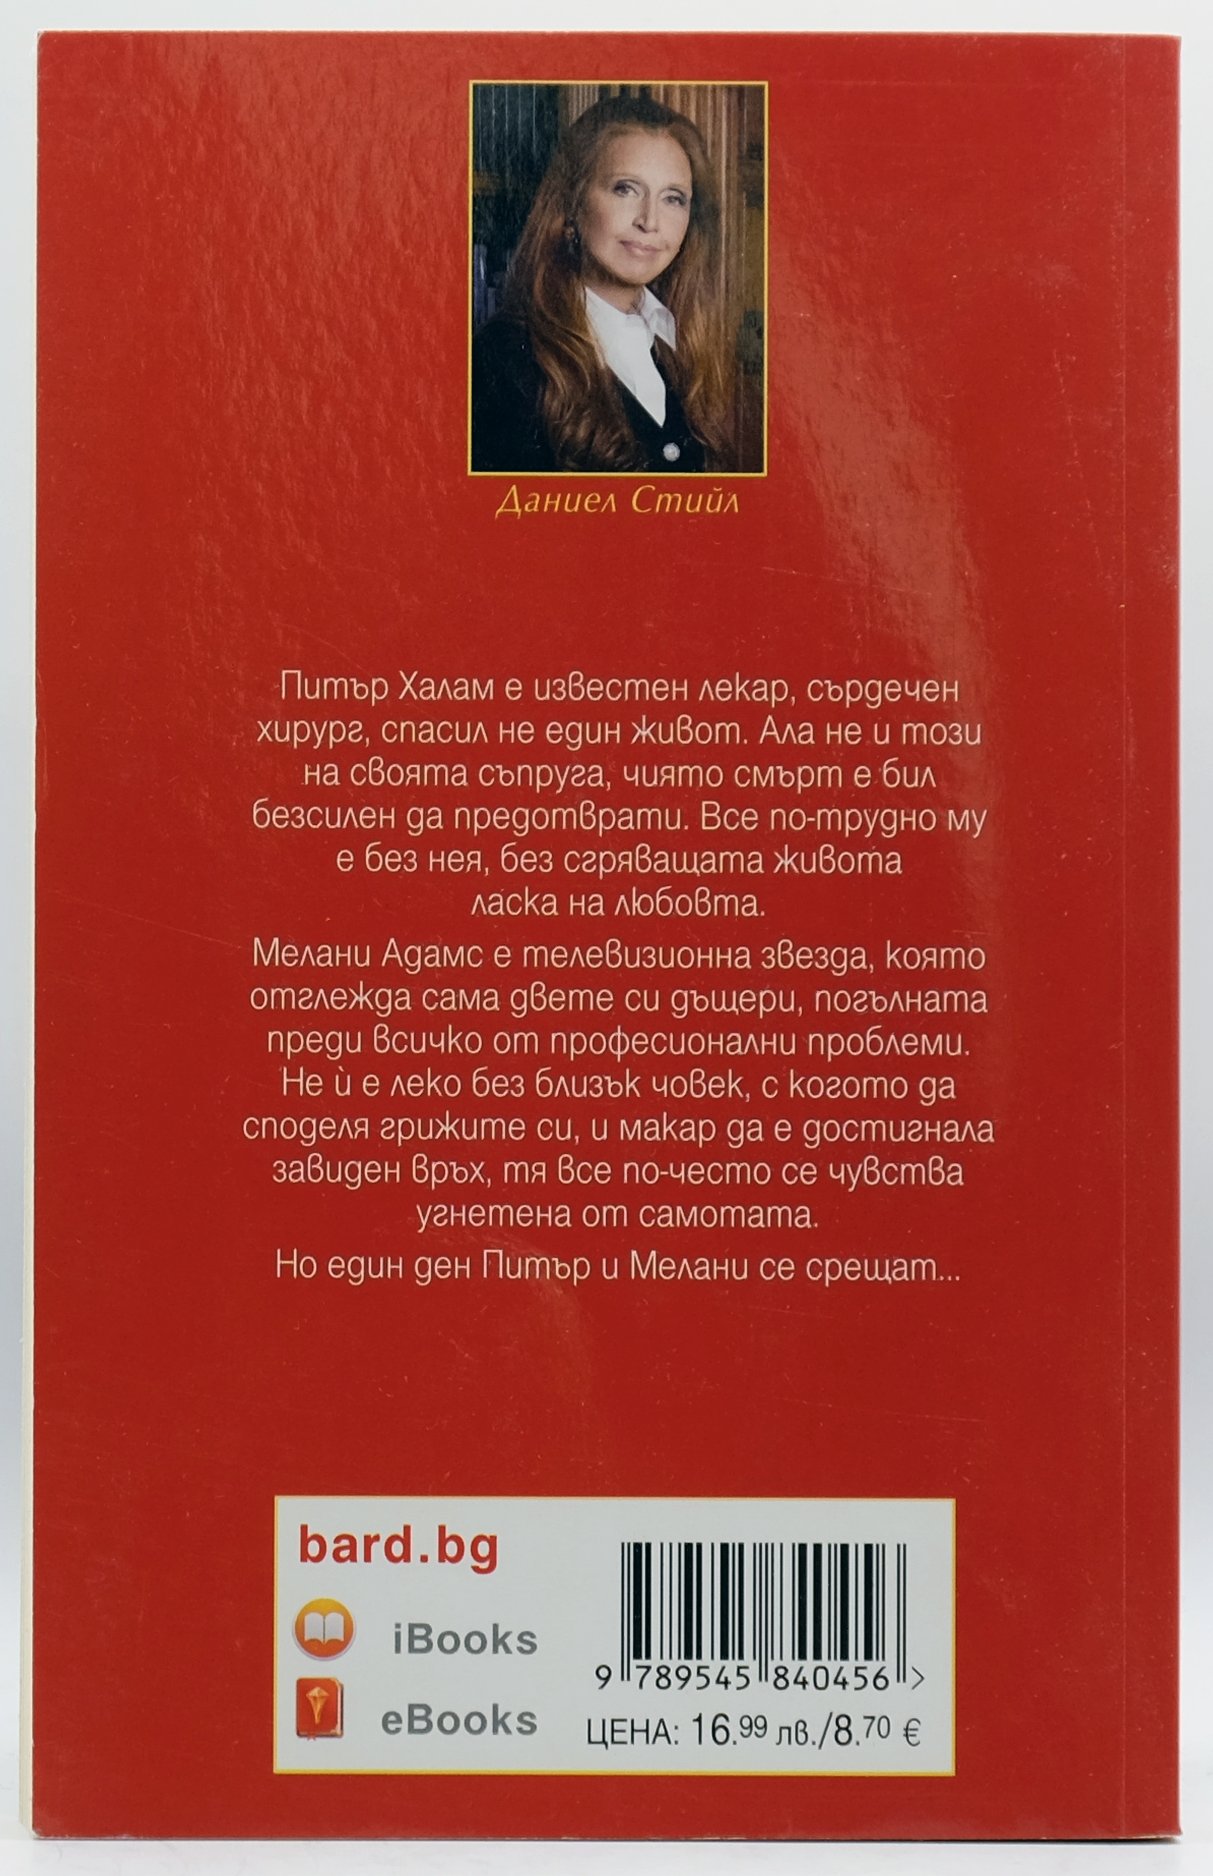 Даниел Стийл
Питър Халам е известен лекар, сърдечен
хирург, спасил не един живот. Ала не и този
на своята съпруга, чиято смърт е бил
безсилен да предотврати. Все по-трудно му
е без нея, без сгряващата живота
ласка на любовта.
Мелани Адамс е телевизионна звезда, която
отглежда сама двете си дъщери, погълната
преди всичко от професионални проблеми.
Не ѝ е леко без близък човек, с когото да
споделя грижите си, и макар да е достигнала
завиден връх, тя все по-често се чувства
угнетена от самотата.
Но един ден Питър и Мелани се срещат...
bard.bg
iBooks
eBooks
9 789545 840456 >
ЦЕНА: 16.99 лв./8.70 €